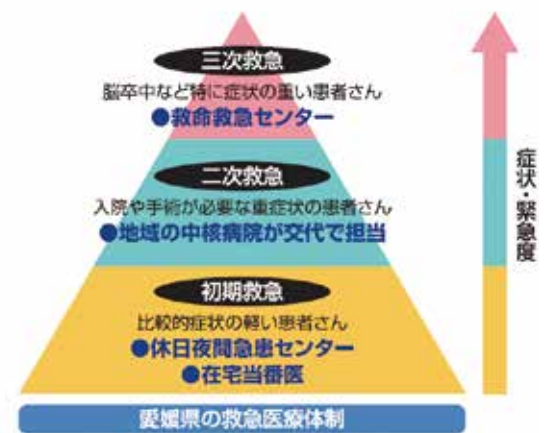 三次救急
脳卒中など特に症状の重い患者さん
●救命救急センター
二次救急
入院や手術が必要な重症状の患者さん
●地域の中核病院が交代で担当
初期救急
比較的症状の軽い患者さん
●休日夜間急患センター
●在宅当番医
症状・緊急度
愛媛県の救急医療体制